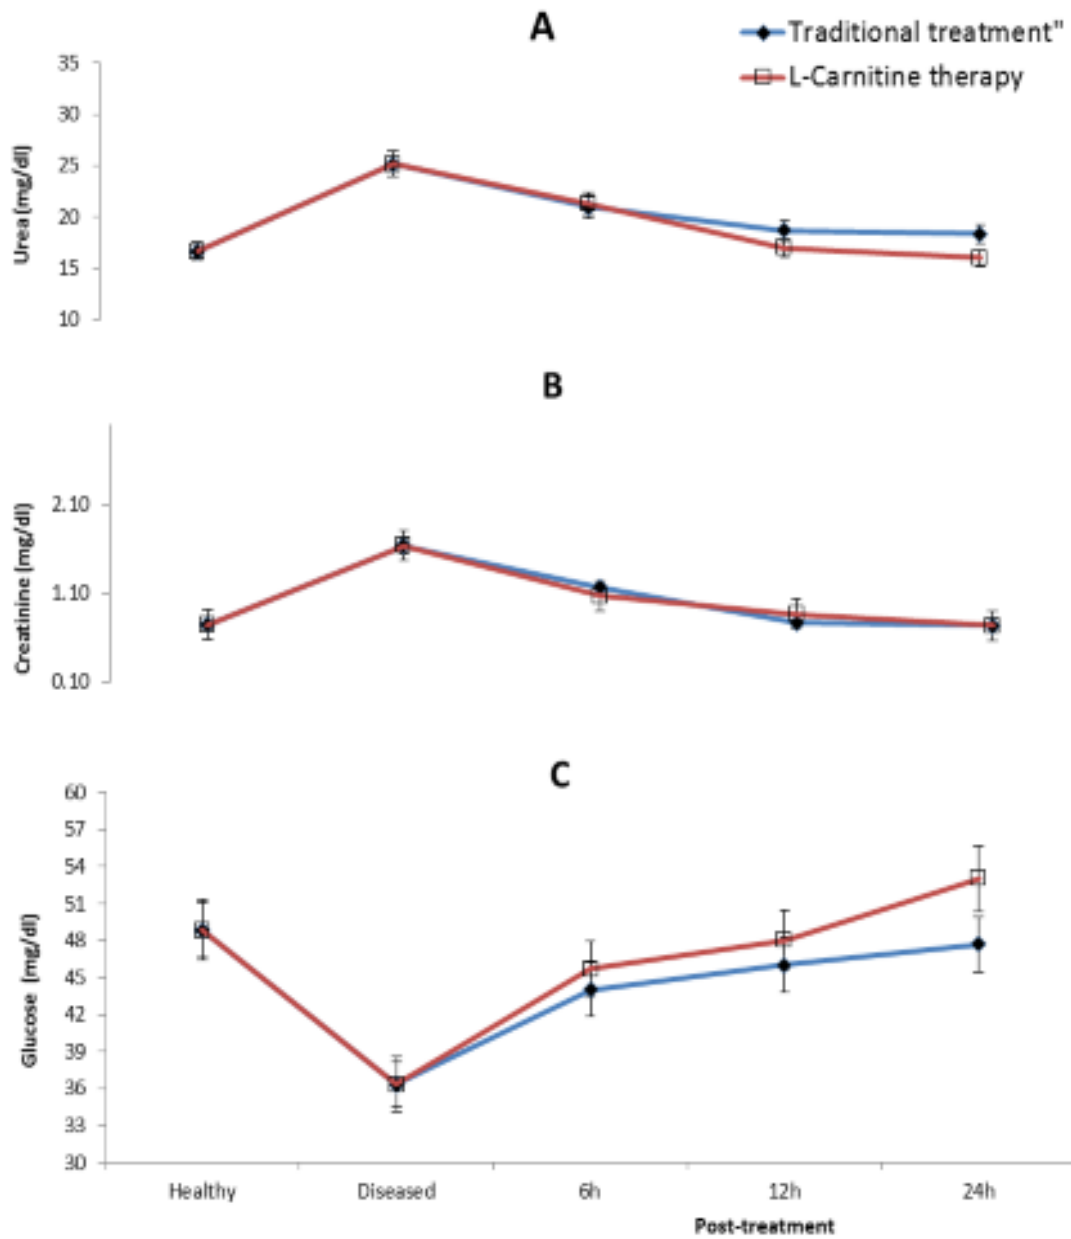 A
Traditional treatment"
L-Carnitine therapy
Urea (mg/dl)
35
30
25
20
15
10
B
Creatinine (mg/dl)
2.10
1.10
0.10
C
Glucose (mg/dl)
60
57
54
51
48
45
42
39
36
33
30
Healthy Diseased 6h 12h 24h
Post-treatment